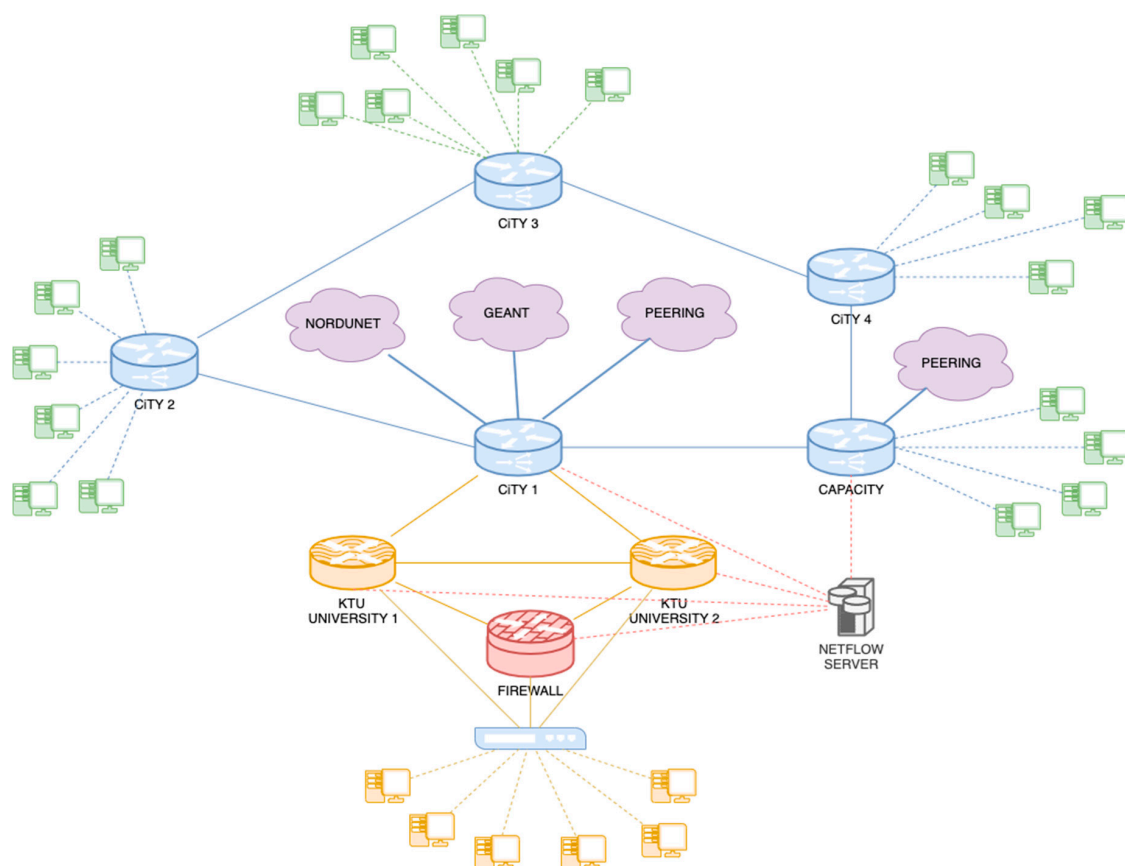 CiTY 3
NORDUNET
GEANT
PEERING
CiTY 4
CiTY 2
PEERING
CiTY 1
CAPACITY
KTU
UNIVERSITY 1
KTU
UNIVERSITY 2
NETFLOW
SERVER
FIREWALL